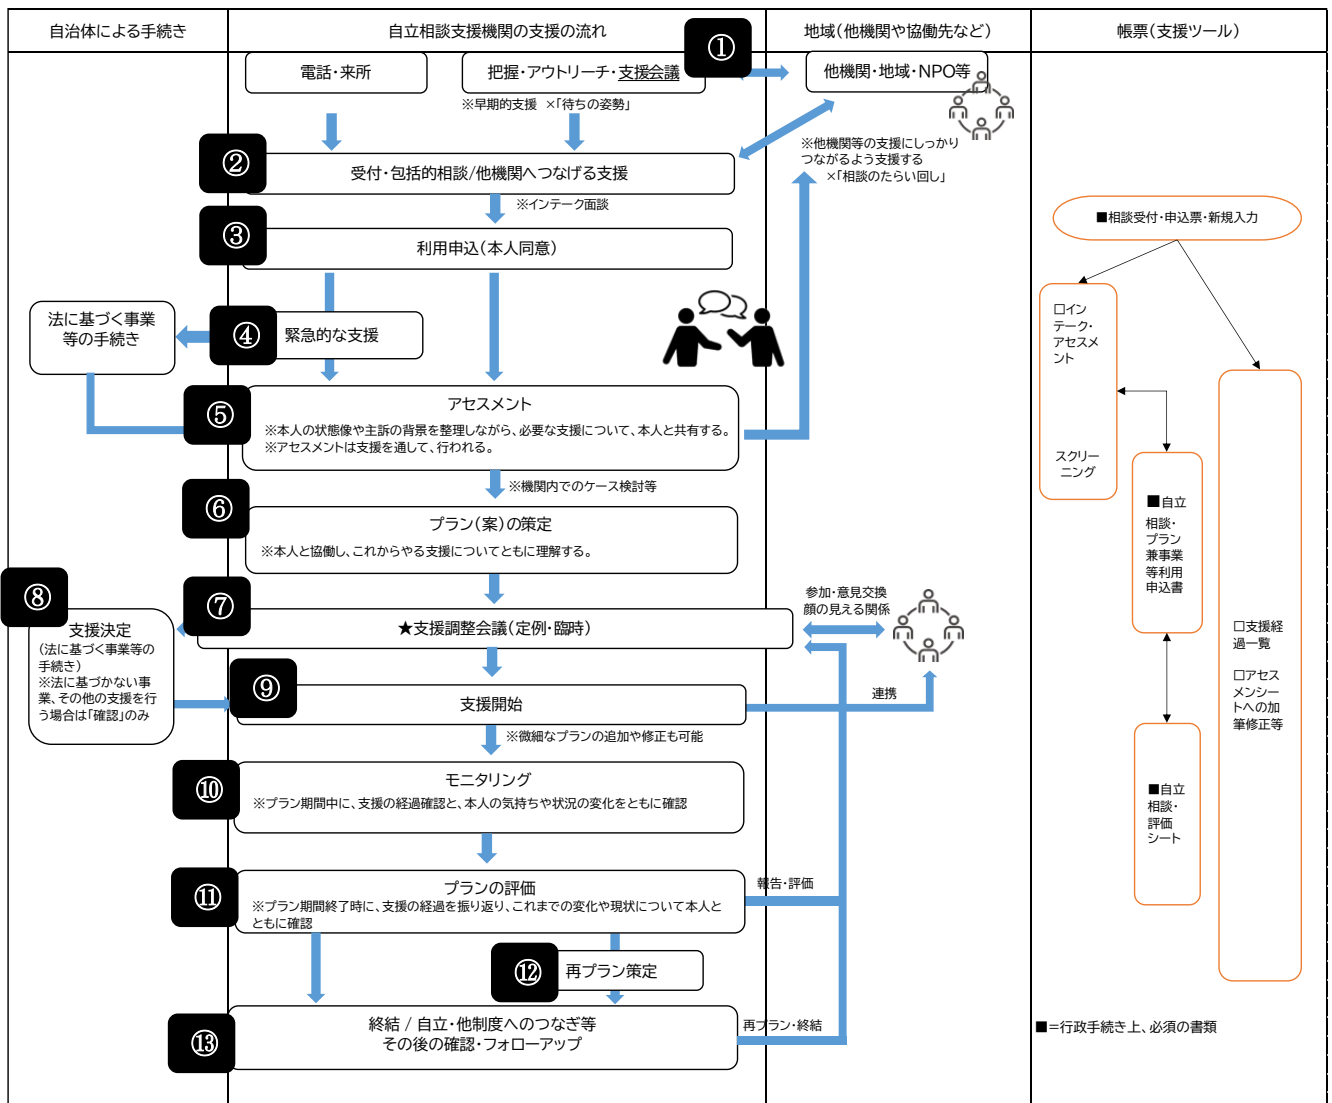 自治体による手続き
自立相談支援機関の支援の流れ
地域(他機関や協働先など)
帳票(支援ツール)
①
電話・来所
把握・アウトリーチ・支援会議
※早期的支援 ×「待ちの姿勢」
他機関・地域・NPO等
※他機関等の支援にしっかり
つながるよう支援する
×「相談のたらい回し」
②
受付・包括的相談/他機関へつなげる支援
※インテーク面談
③
利用申込(本人同意)
法に基づく事業
等の手続き
④
緊急的な支援
⑤
アセスメント
※本人の状態像や主訴の背景を整理しながら、必要な支援について、本人と共有する。
※アセスメントは支援を通して、行われる。
※機関内でのケース検討等
⑥
プラン(案)の策定
※本人と協働し、これからやる支援についてともに理解する。
⑦
★支援調整会議(定例・臨時)
参加・意見交換
顔の見える関係
⑧
支援決定
(法に基づく事業等の
手続き)
※法に基づかない事
業、その他の支援を行
う場合は「確認」のみ
⑨
支援開始
連携
※微細なプランの追加や修正も可能
⑩
モニタリング
※プラン期間中に、支援の経過確認と、本人の気持ちや状況の変化をともに確認
⑪
プランの評価
※プラン期間終了時に、支援の経過を振り返り、これまでの変化や現状について本人と
ともに確認
報告・評価
⑫
再プラン策定
⑬
終結 / 自立・他制度へのつなぎ等
その後の確認・フォローアップ
再プラン・終結
■相談受付・申込票・新規入力
□イン
テーク・
アセスメ
ント
スクリー
ニング
■自立
相談・
プラン
兼事業
等利用
申込書
■自立
相談・
評価
シート
□支援経
過一覧
□アセス
メンシー
トへの加
筆修正等
■=行政手続き上、必須の書類